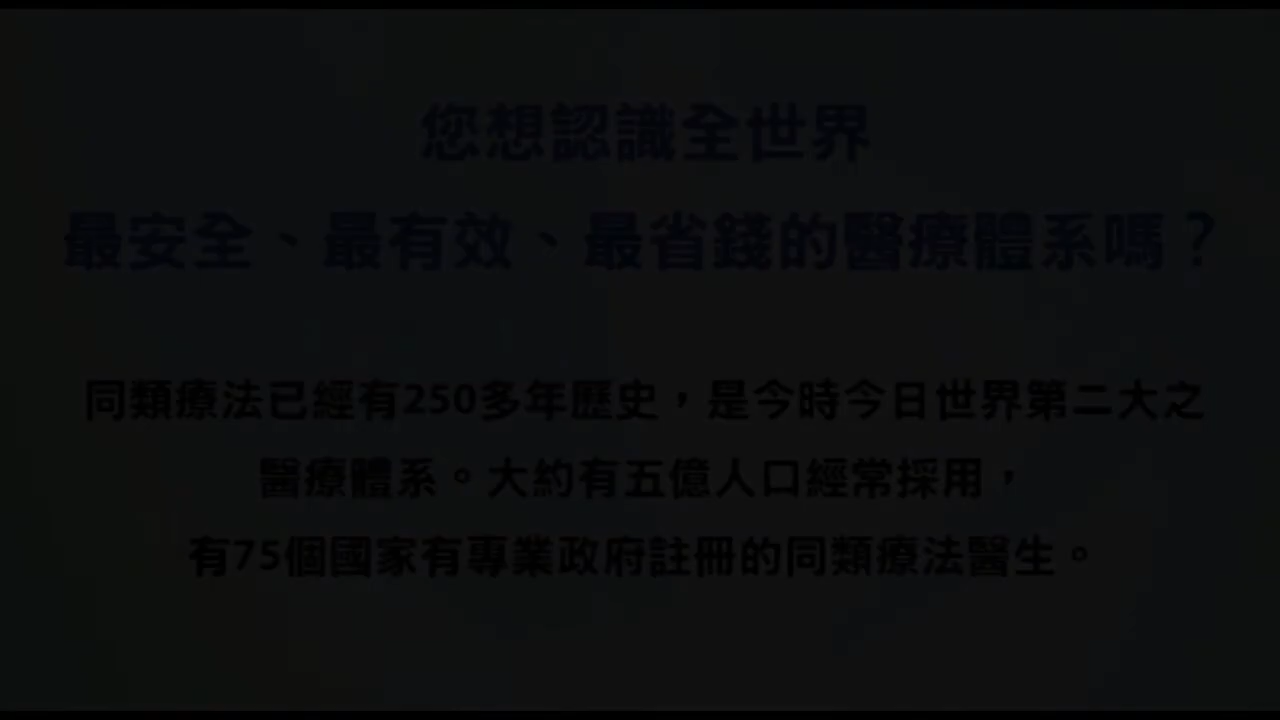 您想認識全世界
最安全、最有效、最省錢的醫療體系嗎？
同類療法已經有250多年歷史，是今時今日世界第二大之
醫療體系。大約有五億人口經常採用，
有75個國家有專業政府註冊的同類療法醫生。